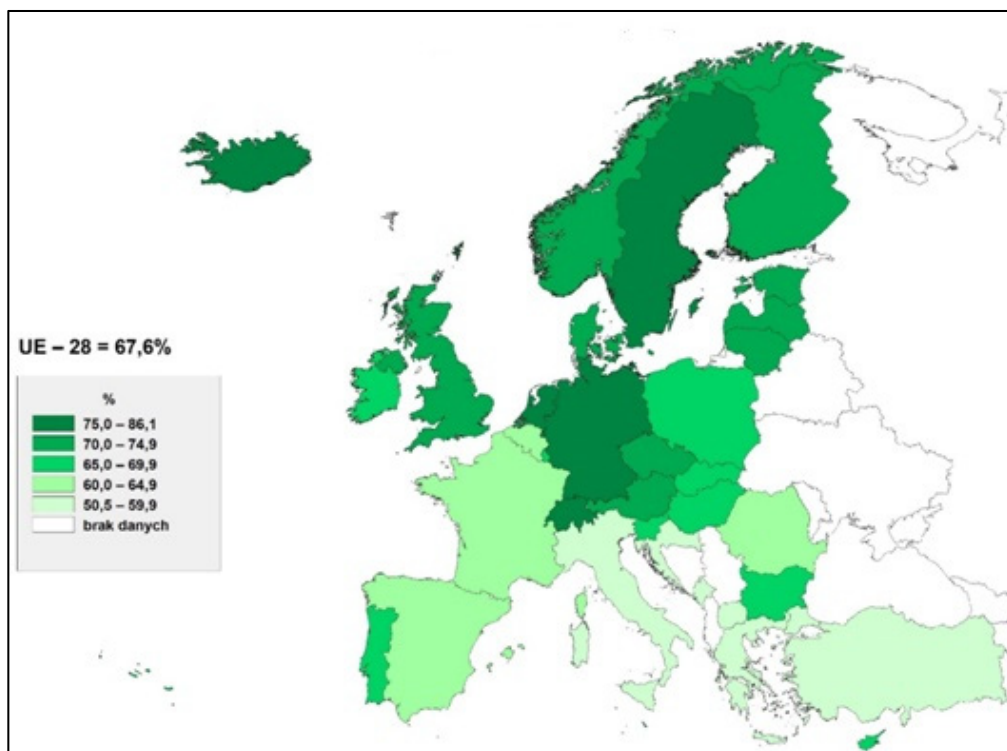 UE – 28 = 67,6%
%
75,0 – 86,1
70,0 – 74,9
65,0 – 69,9
60,0 – 64,9
50,5 – 59,9
brak danych